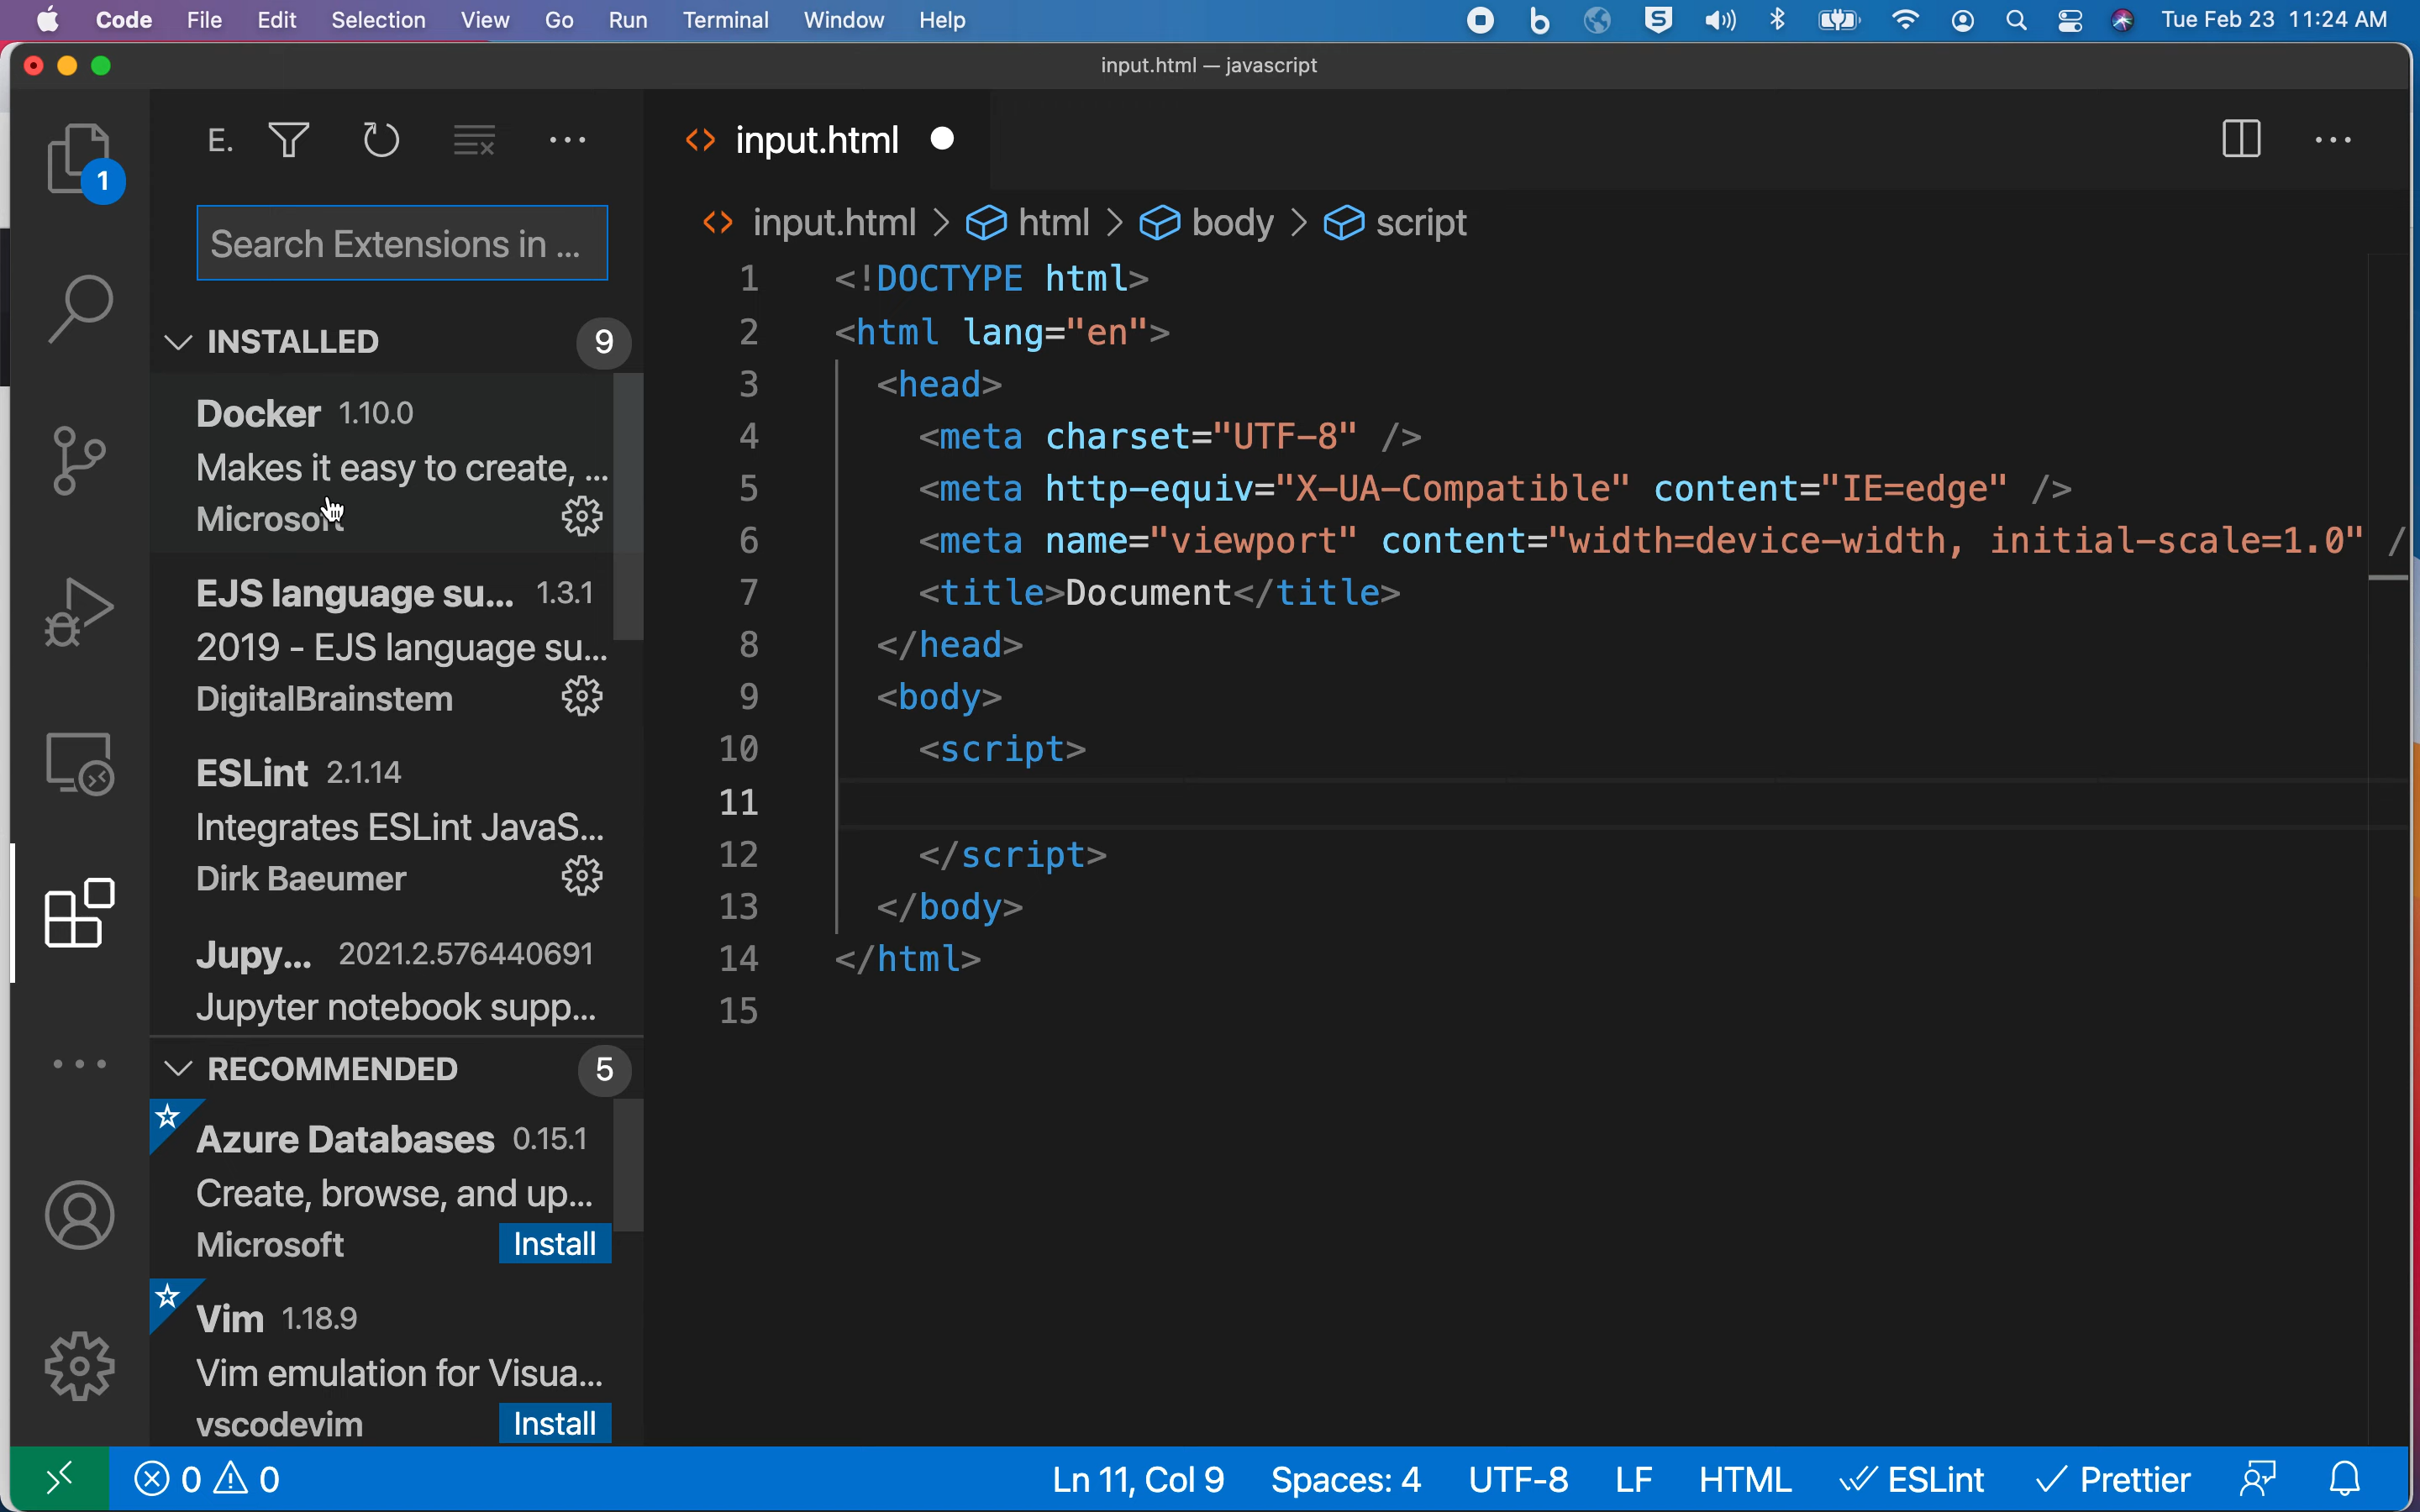 Code File Edit Selection View Go Run Terminal Window Help Tue Feb 23 11:24 AM
input.html — javascript
1
E.
input.html
Search Extensions in ...
input.html > html > body > script
INSTALLED 9
Docker 1.10.0
Makes it easy to create, ...
Microsoft
EJS language su... 1.3.1
2019 - EJS language su...
DigitalBrainstem
ESLint 2.1.14
Integrates ESLint JavaS...
Dirk Baeumer
Jupy... 2021.2.576440691
Jupyter notebook supp...
RECOMMENDED 5
Azure Databases 0.15.1
Create, browse, and up...
Microsoft Install
Vim 1.18.9
Vim emulation for Visua...
vscodevim Install
1 <!DOCTYPE html>
2 <html lang="en">
3 <head>
4 <meta charset="UTF-8" />
5 <meta http-equiv="X-UA-Compatible" content="IE=edge" />
6 <meta name="viewport" content="width=device-width, initial-scale=1.0" /
7 <title>Document</title>
8 </head>
9 <body>
10 <script>
11
12 </script>
13 </body>
14 </html>
15
0 0 Ln 11, Col 9 Spaces: 4 UTF-8 LF HTML ESLint Prettier